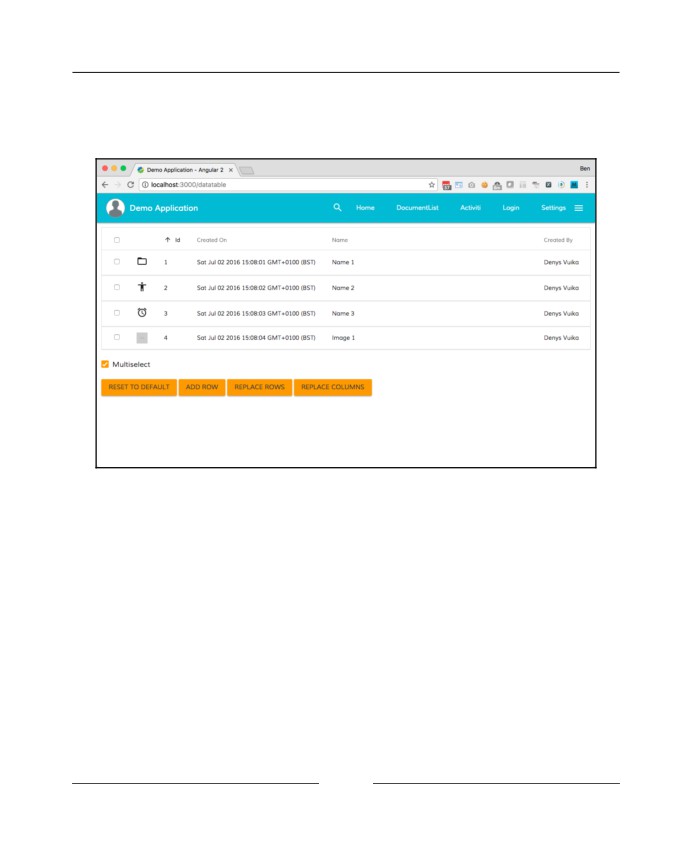 Demo Application - Angular 2
Ben
localhost:3000/datatable
Demo Application
Home DocumentList Activiti Login Settings
Id Created On Name Created By
1 Sat Jul 02 2016 15:08:01 GMT+0100 (BST) Name 1 Denys Vuika
2 Sat Jul 02 2016 15:08:02 GMT+0100 (BST) Name 2 Denys Vuika
3 Sat Jul 02 2016 15:08:03 GMT+0100 (BST) Name 3 Denys Vuika
4 Sat Jul 02 2016 15:08:04 GMT+0100 (BST) Image 1 Denys Vuika
Multiselect
RESET TO DEFAULT ADD ROW REPLACE ROWS REPLACE COLUMNS